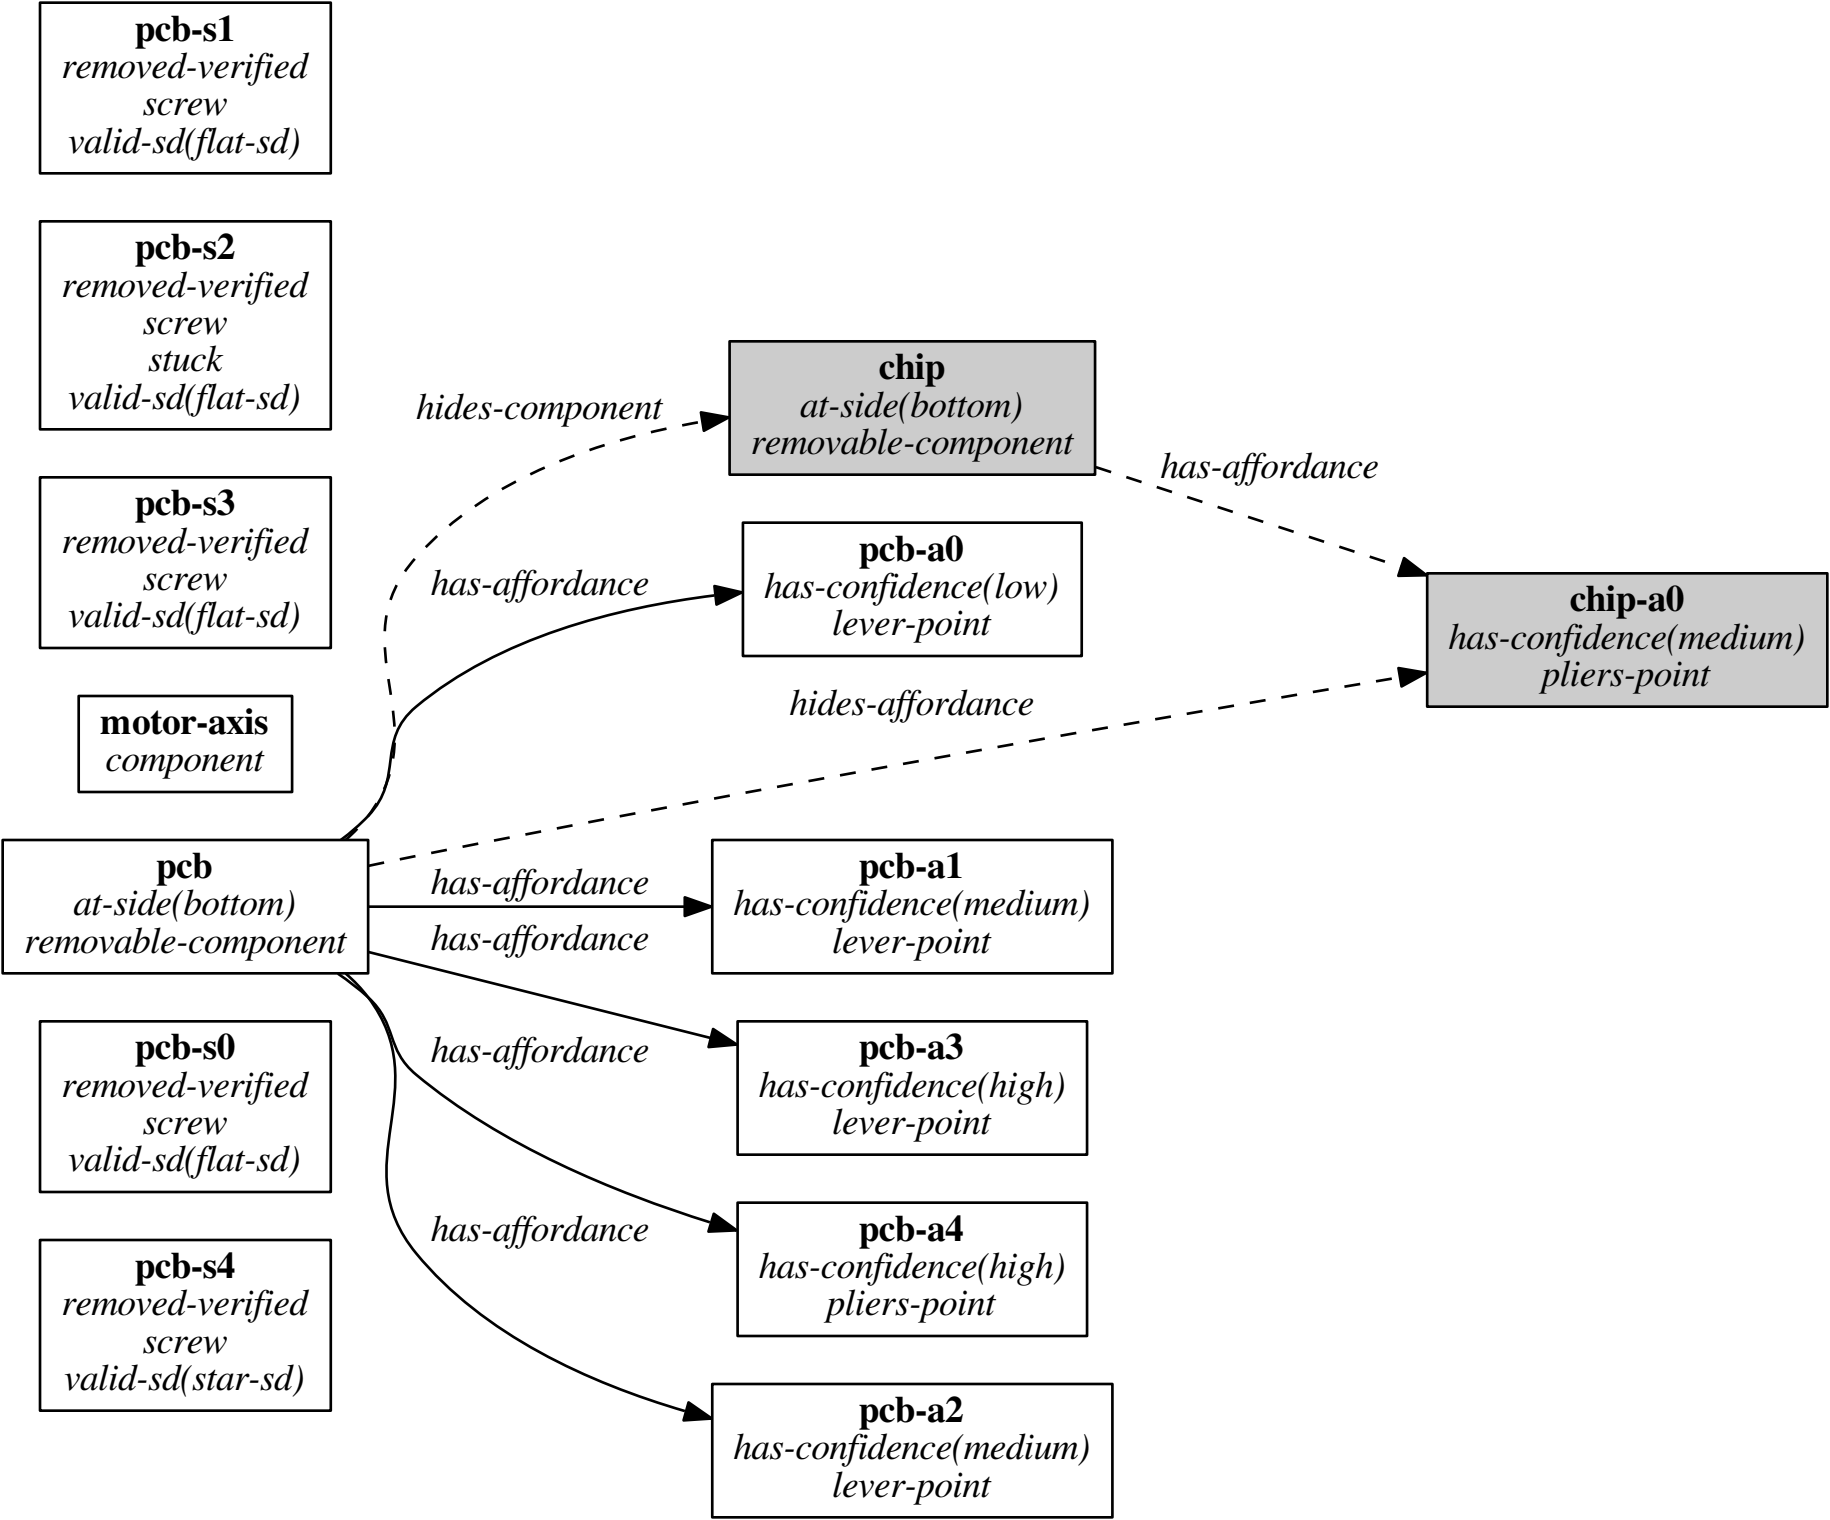 pcb-s1
removed-verified
screw
valid-sd(flat-sd)
pcb-s2
removed-verified
screw
stuck
valid-sd(flat-sd)
pcb-s3
removed-verified
screw
valid-sd(flat-sd)
motor-axis
component
pcb
at-side(bottom)
removable-component
pcb-s0
removed-verified
screw
valid-sd(flat-sd)
pcb-s4
removed-verified
screw
valid-sd(star-sd)
hides-component
has-affordance
hides-affordance
has-affordance
has-affordance
has-affordance
has-affordance
chip
at-side(bottom)
removable-component
pcb-a0
has-confidence(low)
lever-point
pcb-a1
has-confidence(medium)
lever-point
pcb-a3
has-confidence(high)
lever-point
pcb-a4
has-confidence(high)
pliers-point
pcb-a2
has-confidence(medium)
lever-point
has-affordance
chip-a0
has-confidence(medium)
pliers-point